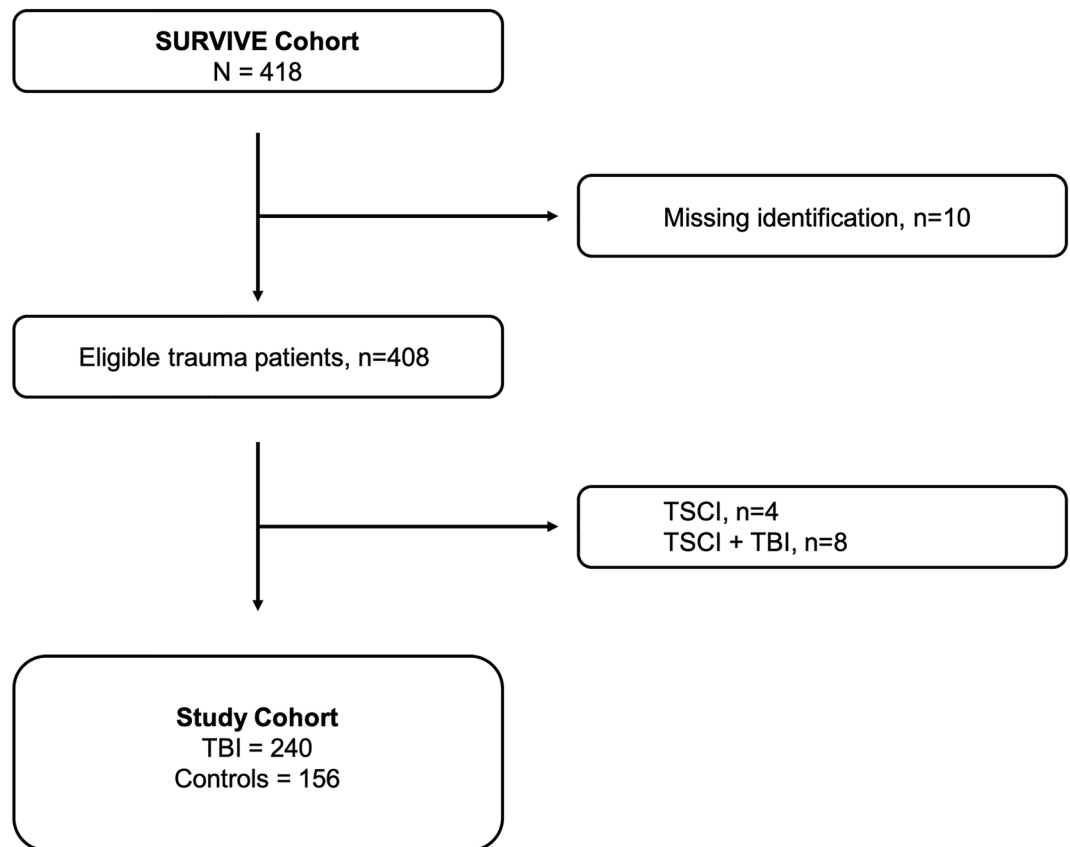 SURVIVE Cohort
N = 418
Missing identification, n=10
Eligible trauma patients, n=408
TSCI, n=4
TSCI + TBI, n=8
Study Cohort
TBI = 240
Controls = 156